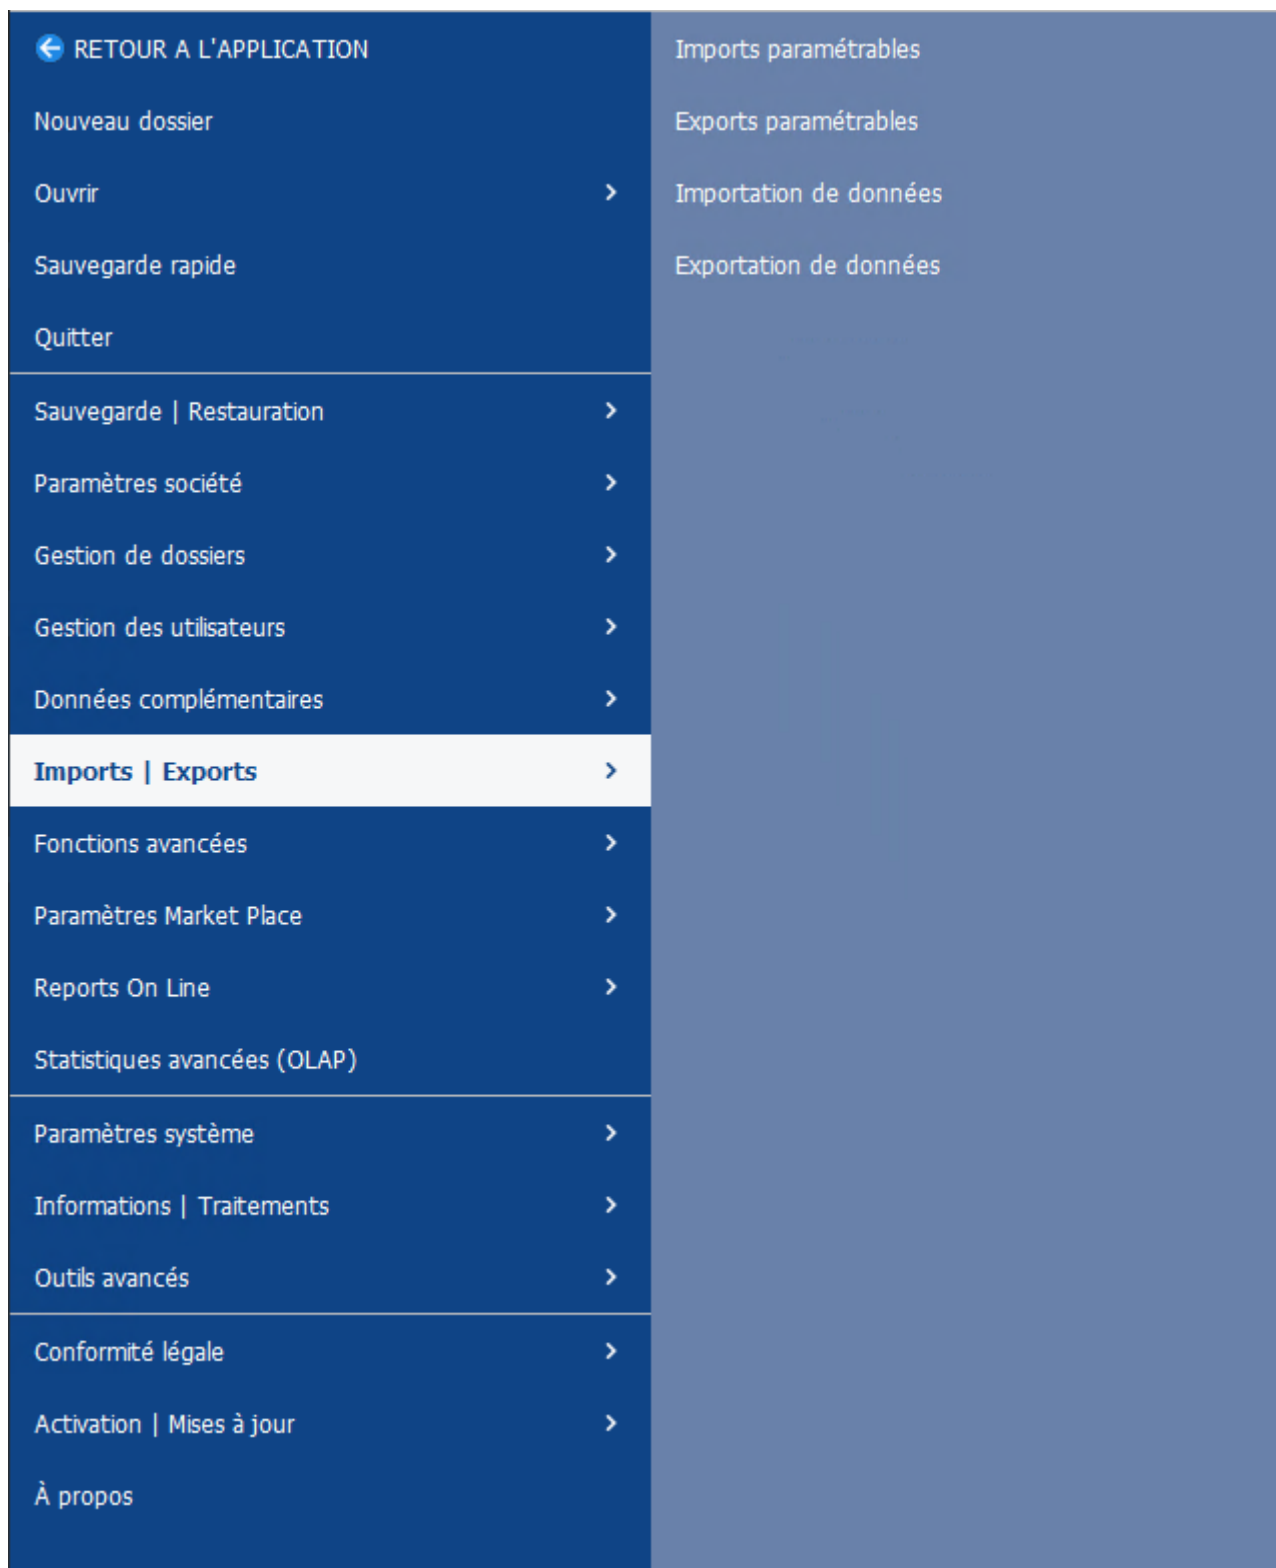 RETOUR A L'APPLICATION
Nouveau dossier
Ouvrir
Sauvegarde rapide
Quitter
Sauvegarde | Restauration
Paramètres société
Gestion de dossiers
Gestion des utilisateurs
Données complémentaires
Imports | Exports
Fonctions avancées
Paramètres Market Place
Reports On Line
Statistiques avancées (OLAP)
Paramètres système
Informations | Traitements
Outils avancés
Conformité légale
Activation | Mises à jour
À propos
Imports paramétrables
Exports paramétrables
Importation de données
Exportation de données